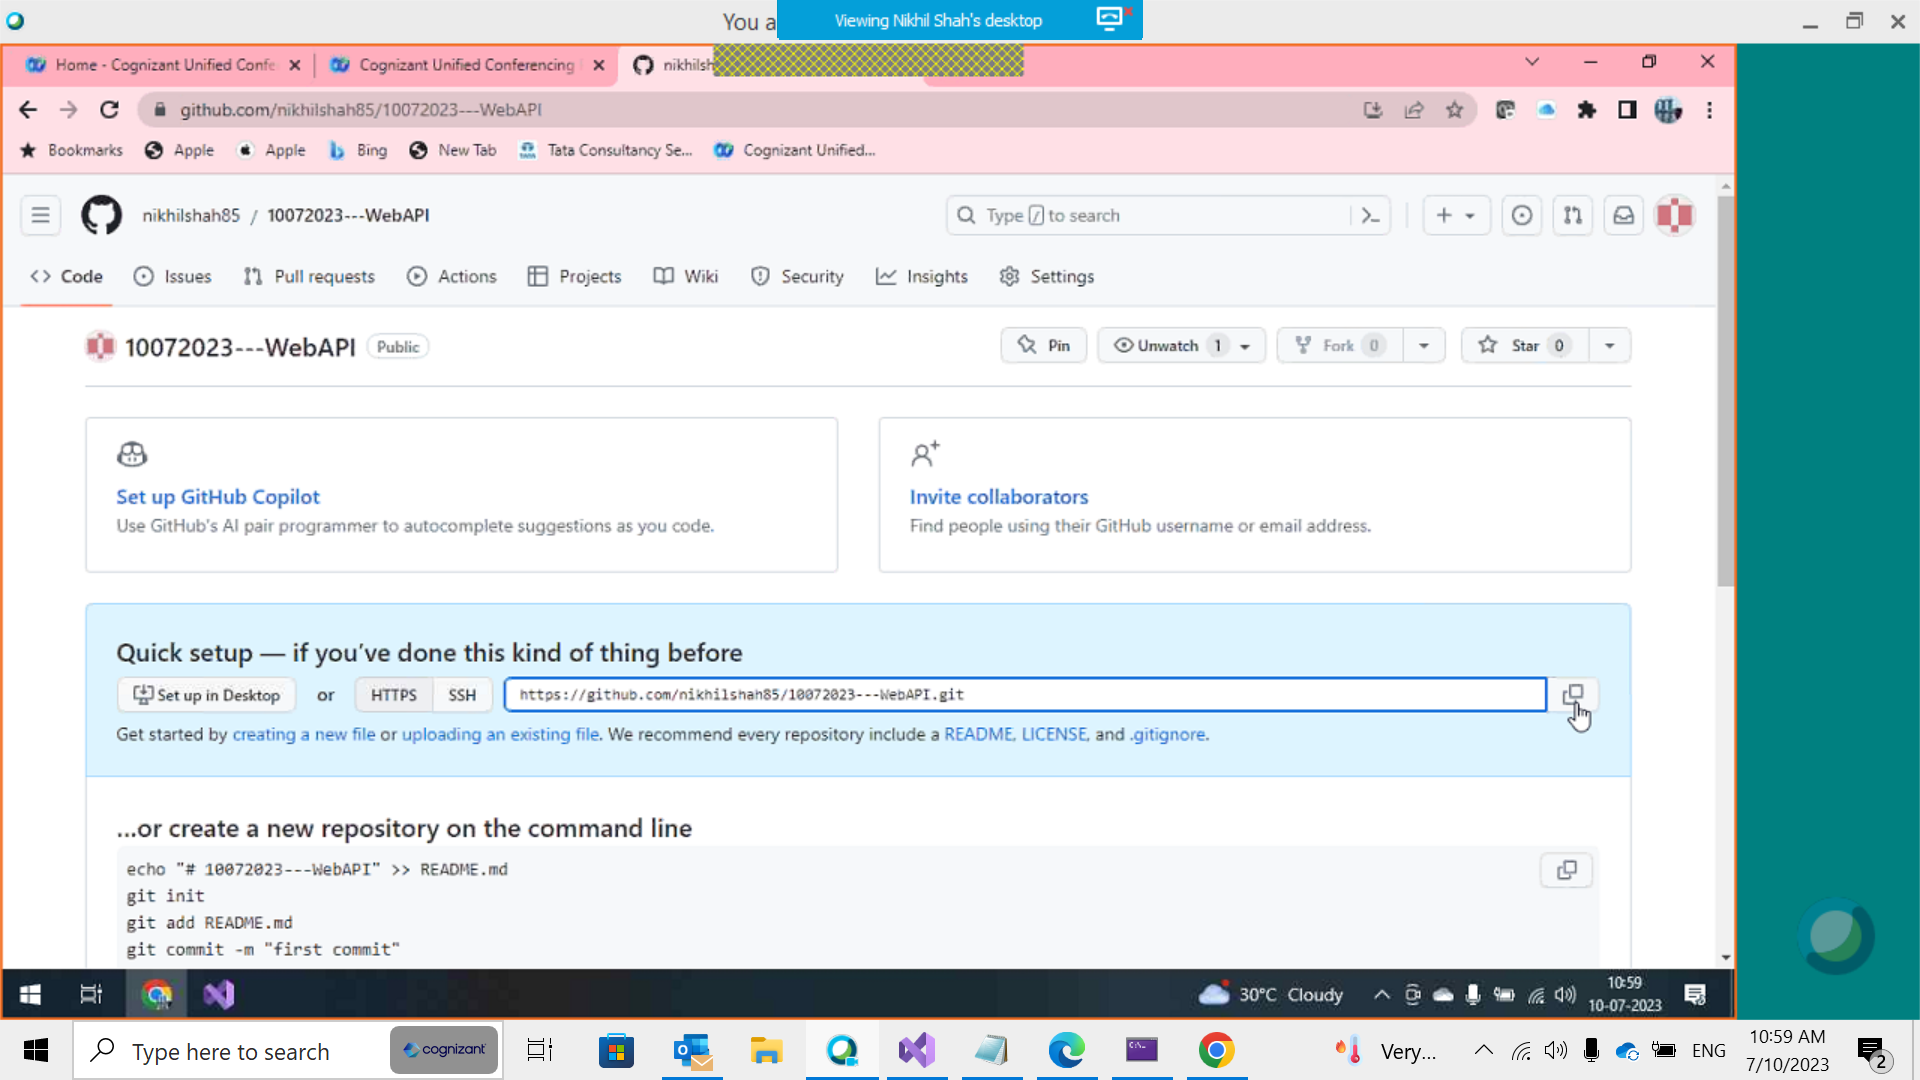 You a
Viewing Nikhil Shah's desktop
Home - Cognizant Unified Confe
Cognizant Unified Conferencing
nikhilsh
github.com/nikhilshah85/10072023---WebAPI
Bookmarks Apple Apple Bing New Tab Tata Consultancy Se... Cognizant Unified...
nikhilshah85 / 10072023---WebAPI
Type / to search
Code Issues Pull requests Actions Projects Wiki Security Insights Settings
10072023---WebAPI Public
Pin Unwatch 1 Fork 0 Star 0
Set up GitHub Copilot
Use GitHub's AI pair programmer to autocomplete suggestions as you code.
Invite collaborators
Find people using their GitHub username or email address.
Quick setup — if you've done this kind of thing before
Set up in Desktop or HTTPS SSH https://github.com/nikhilshah85/10072023---WebAPI.git
Get started by creating a new file or uploading an existing file. We recommend every repository include a README, LICENSE, and .gitignore.
...or create a new repository on the command line
echo "# 10072023---WebAPI" >> README.md
git init
git add README.md
git commit -m "first commit"
30°C Cloudy
10:59
10-07-2023
Type here to search
cognizant
Very...
ENG
10:59 AM
7/10/2023
2